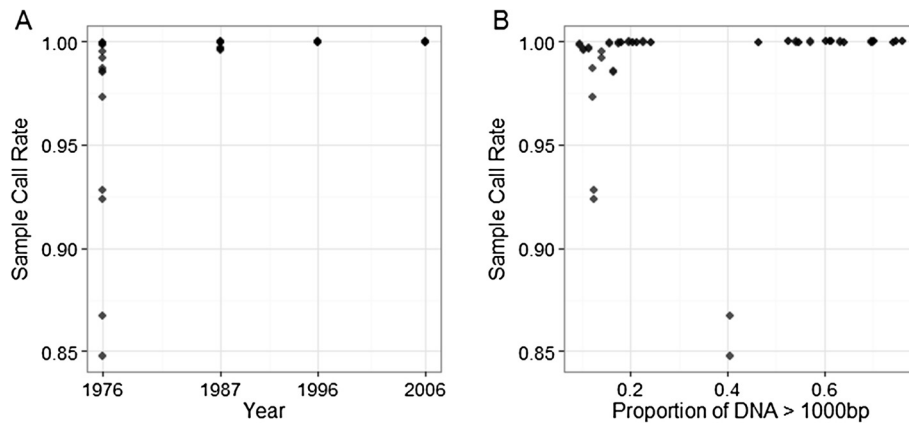 A
Sample Call Rate
1.00
0.95
0.90
0.85
1976 1987 1996 2006
Year
B
Sample Call Rate
1.00
0.95
0.90
0.85
0.2 0.4 0.6
Proportion of DNA > 1000bp